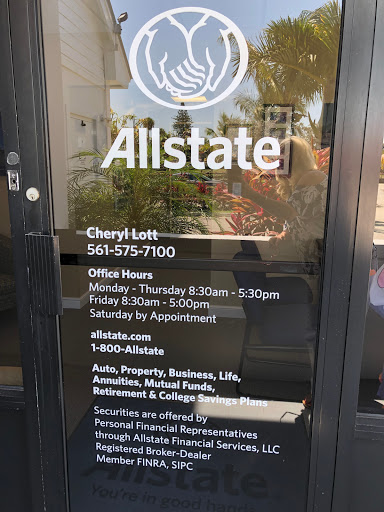 Allstate
Cheryl Lott
561-575-7100
Office Hours
Monday - Thursday 8:30am - 5:30pm
Friday 8:30am - 5:00pm
Saturday by Appointment
allstate.com
1-800-Allstate
Auto, Property, Business, Life,
Annuities, Mutual Funds,
Retirement & College Savings Plans
Securities are offered by
Personal Financial Representatives
through Allstate Financial Services, LLC
Registered Broker-Dealer
Member FINRA, SIPC
Allstate
You're in good hands